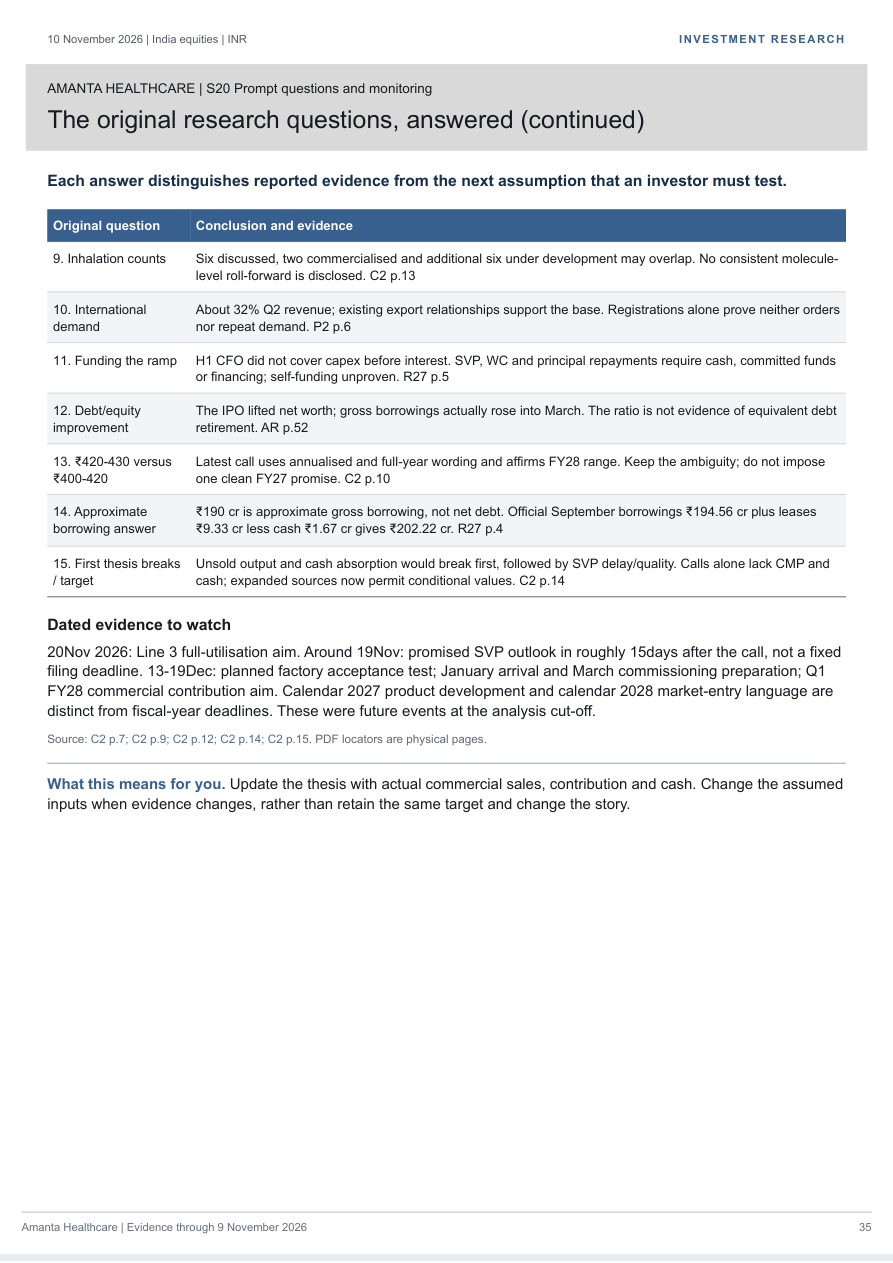 10 November 2026 | India equities | INR
INVESTMENT RESEARCH
AMANTA HEALTHCARE | S20 Prompt questions and monitoring
The original research questions, answered (continued)
Each answer distinguishes reported evidence from the next assumption that an investor must test.
Original question
Conclusion and evidence
9. Inhalation counts
Six discussed, two commercialised and additional six under development may overlap. No consistent molecule-
level roll-forward is disclosed. C2 p.13
10. International
demand
About 32% Q2 revenue; existing export relationships support the base. Registrations alone prove neither orders
nor repeat demand. P2 p.6
11. Funding the ramp
H1 CFO did not cover capex before interest. SVP, WC and principal repayments require cash, committed funds
or financing; self-funding unproven. R27 p.5
12. Debt/equity
improvement
The IPO lifted net worth; gross borrowings actually rose into March. The ratio is not evidence of equivalent debt
retirement. AR p.52
13. ₹420-430 versus
₹400-420
Latest call uses annualised and full-year wording and affirms FY28 range. Keep the ambiguity; do not impose
one clean FY27 promise. C2 p.10
14. Approximate
borrowing answer
₹190 cr is approximate gross borrowing, not net debt. Official September borrowings ₹194.56 cr plus leases
₹9.33 cr less cash ₹1.67 cr gives ₹202.22 cr. R27 p.4
15. First thesis breaks
/ target
Unsold output and cash absorption would break first, followed by SVP delay/quality. Calls alone lack CMP and
cash; expanded sources now permit conditional values. C2 p.14
Dated evidence to watch
20Nov 2026: Line 3 full-utilisation aim. Around 19Nov: promised SVP outlook in roughly 15days after the call, not a fixed
filing deadline. 13-19Dec: planned factory acceptance test; January arrival and March commissioning preparation; Q1
FY28 commercial contribution aim. Calendar 2027 product development and calendar 2028 market-entry language are
distinct from fiscal-year deadlines. These were future events at the analysis cut-off.
Source: C2 p.7; C2 p.9; C2 p.12; C2 p.14; C2 p.15. PDF locators are physical pages.
What this means for you. Update the thesis with actual commercial sales, contribution and cash. Change the assumed
inputs when evidence changes, rather than retain the same target and change the story.
Amanta Healthcare | Evidence through 9 November 2026
35